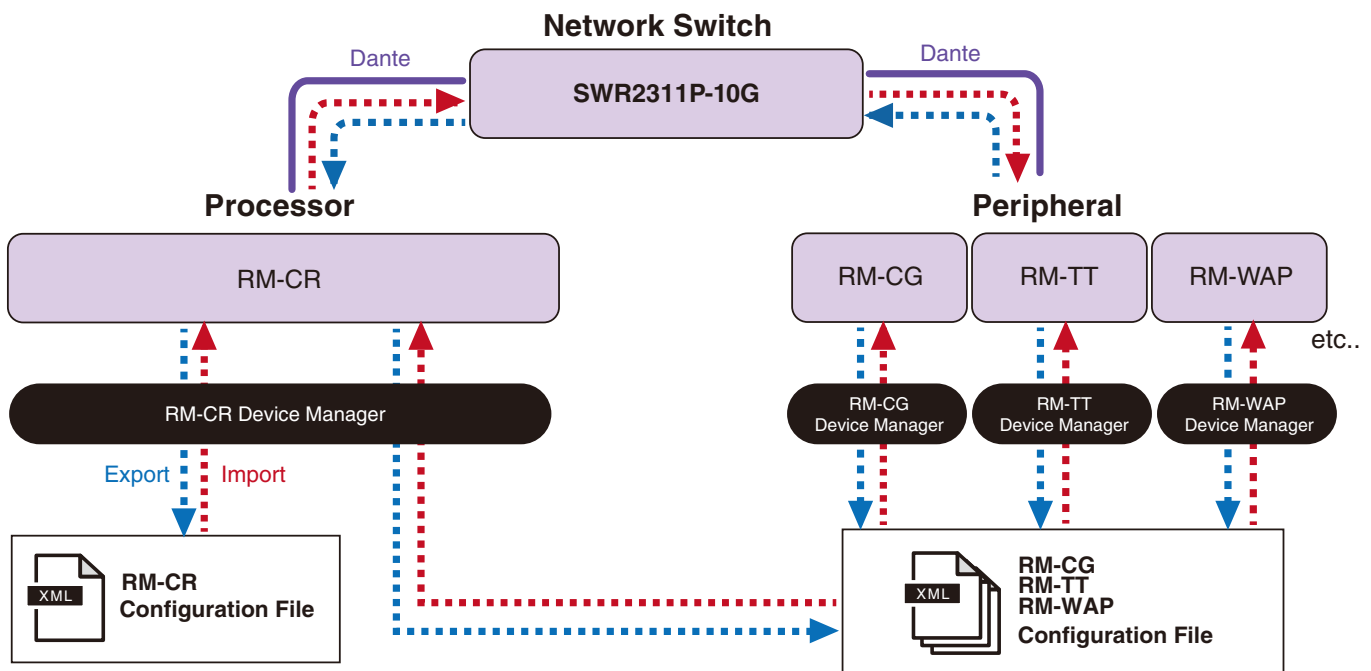 Network Switch
Dante
Dante
SWR2311P-10G
Processor
Peripheral
RM-CR
RM-CG
RM-TT
RM-WAP
etc..
RM-CR Device Manager
RM-CG
Device Manager
RM-TT
Device Manager
RM-WAP
Device Manager
Export
Import
XML
RM-CR
Configuration File
XML
RM-CG
RM-TT
RM-WAP
Configuration File